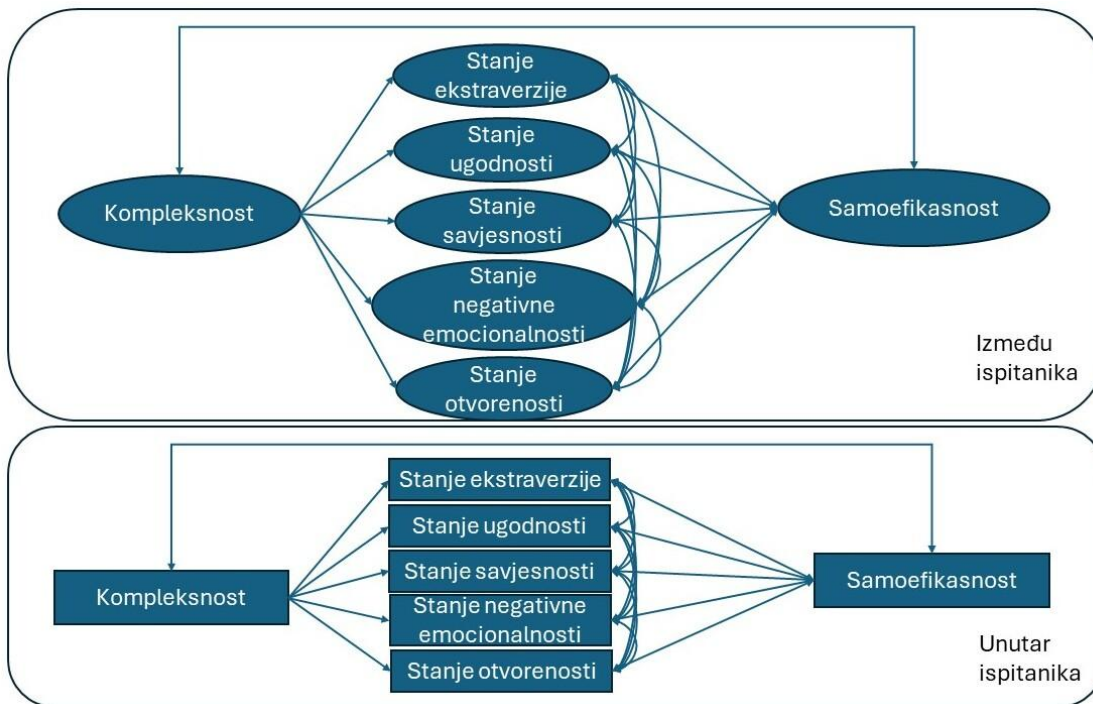 Stanje
ekstraverzije
Stanje
ugodnosti
Kompleksnost
Stanje
savjesnosti
Samoefikasnost
Stanje
negativne
emocionalnosti
Stanje
otvorenosti
Između
ispitanika
Stanje ekstraverzije
Stanje ugodnosti
Stanje savjesnosti
Kompleksnost
Samoefikasnost
Stanje negativne
emocionalnosti
Stanje otvorenosti
Unutar
ispitanika